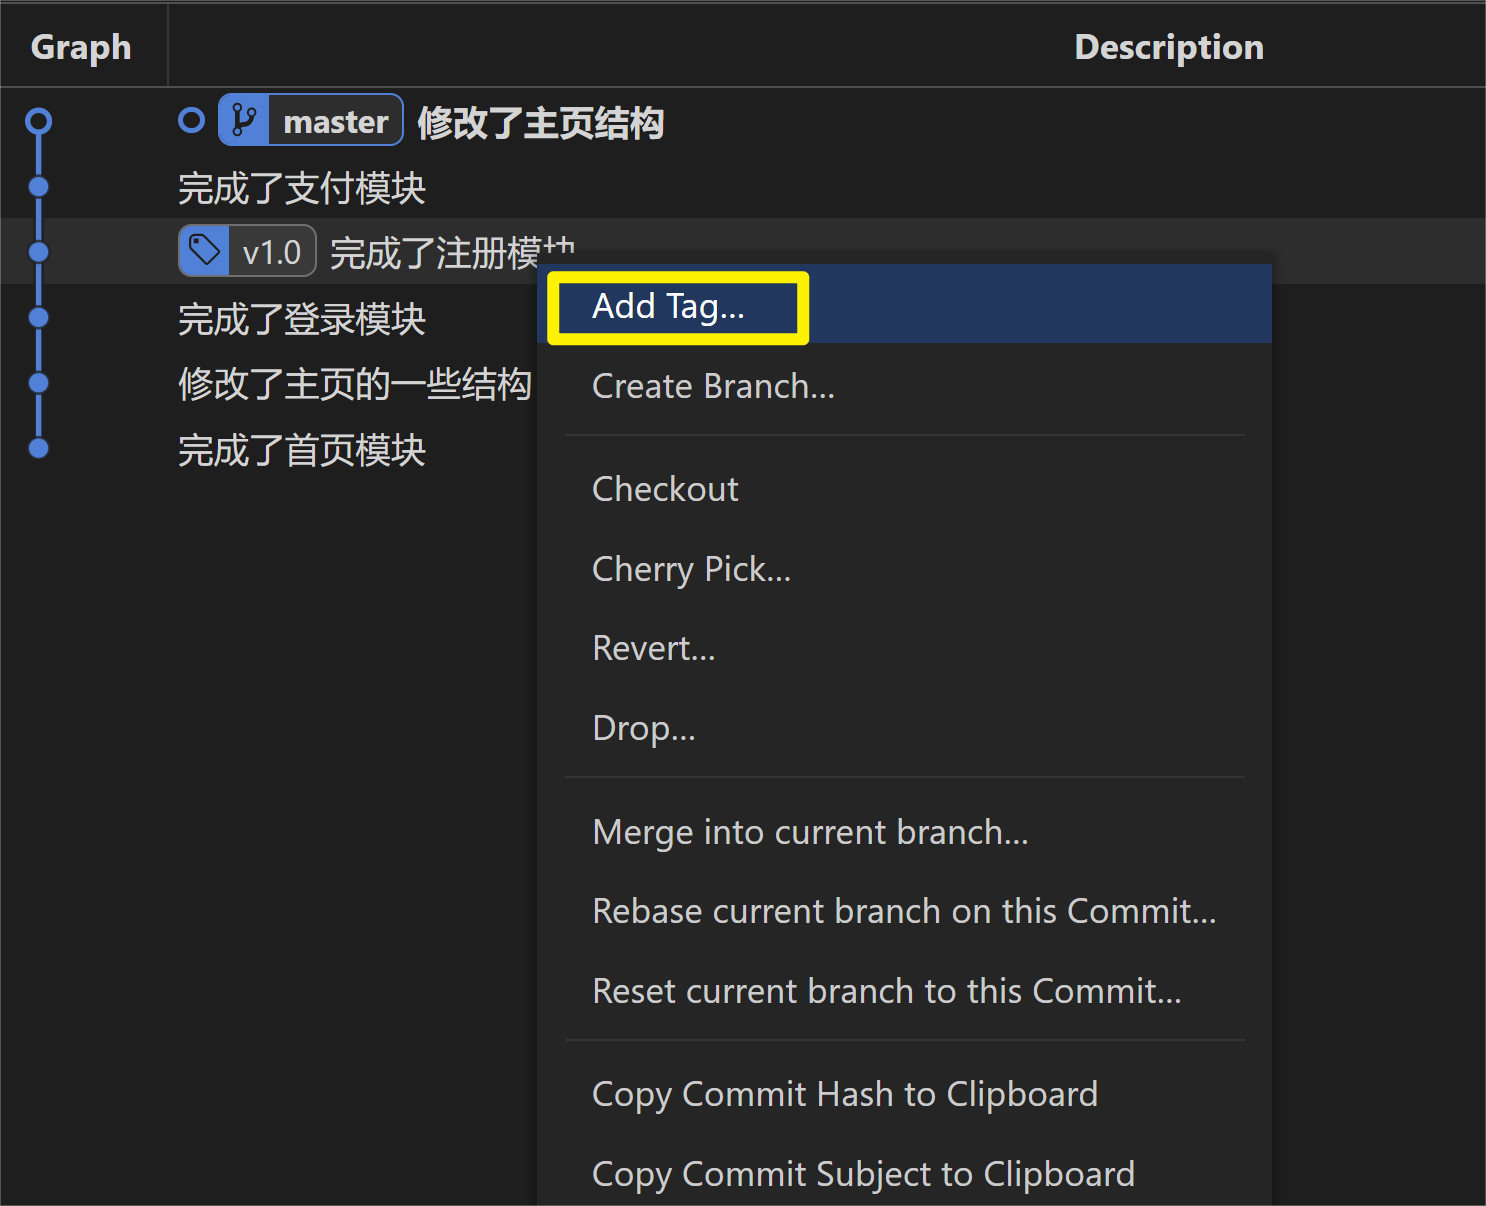 Graph Description
master 修改了主页结构
完成了支付模块
v1.0 完成了注册模
完成了登录模块
修改了主页的一些结构
完成了首页模块
Add Tag...
Create Branch...
Checkout
Cherry Pick...
Revert...
Drop...
Merge into current branch...
Rebase current branch on this Commit...
Reset current branch to this Commit...
Copy Commit Hash to Clipboard
Copy Commit Subject to Clipboard